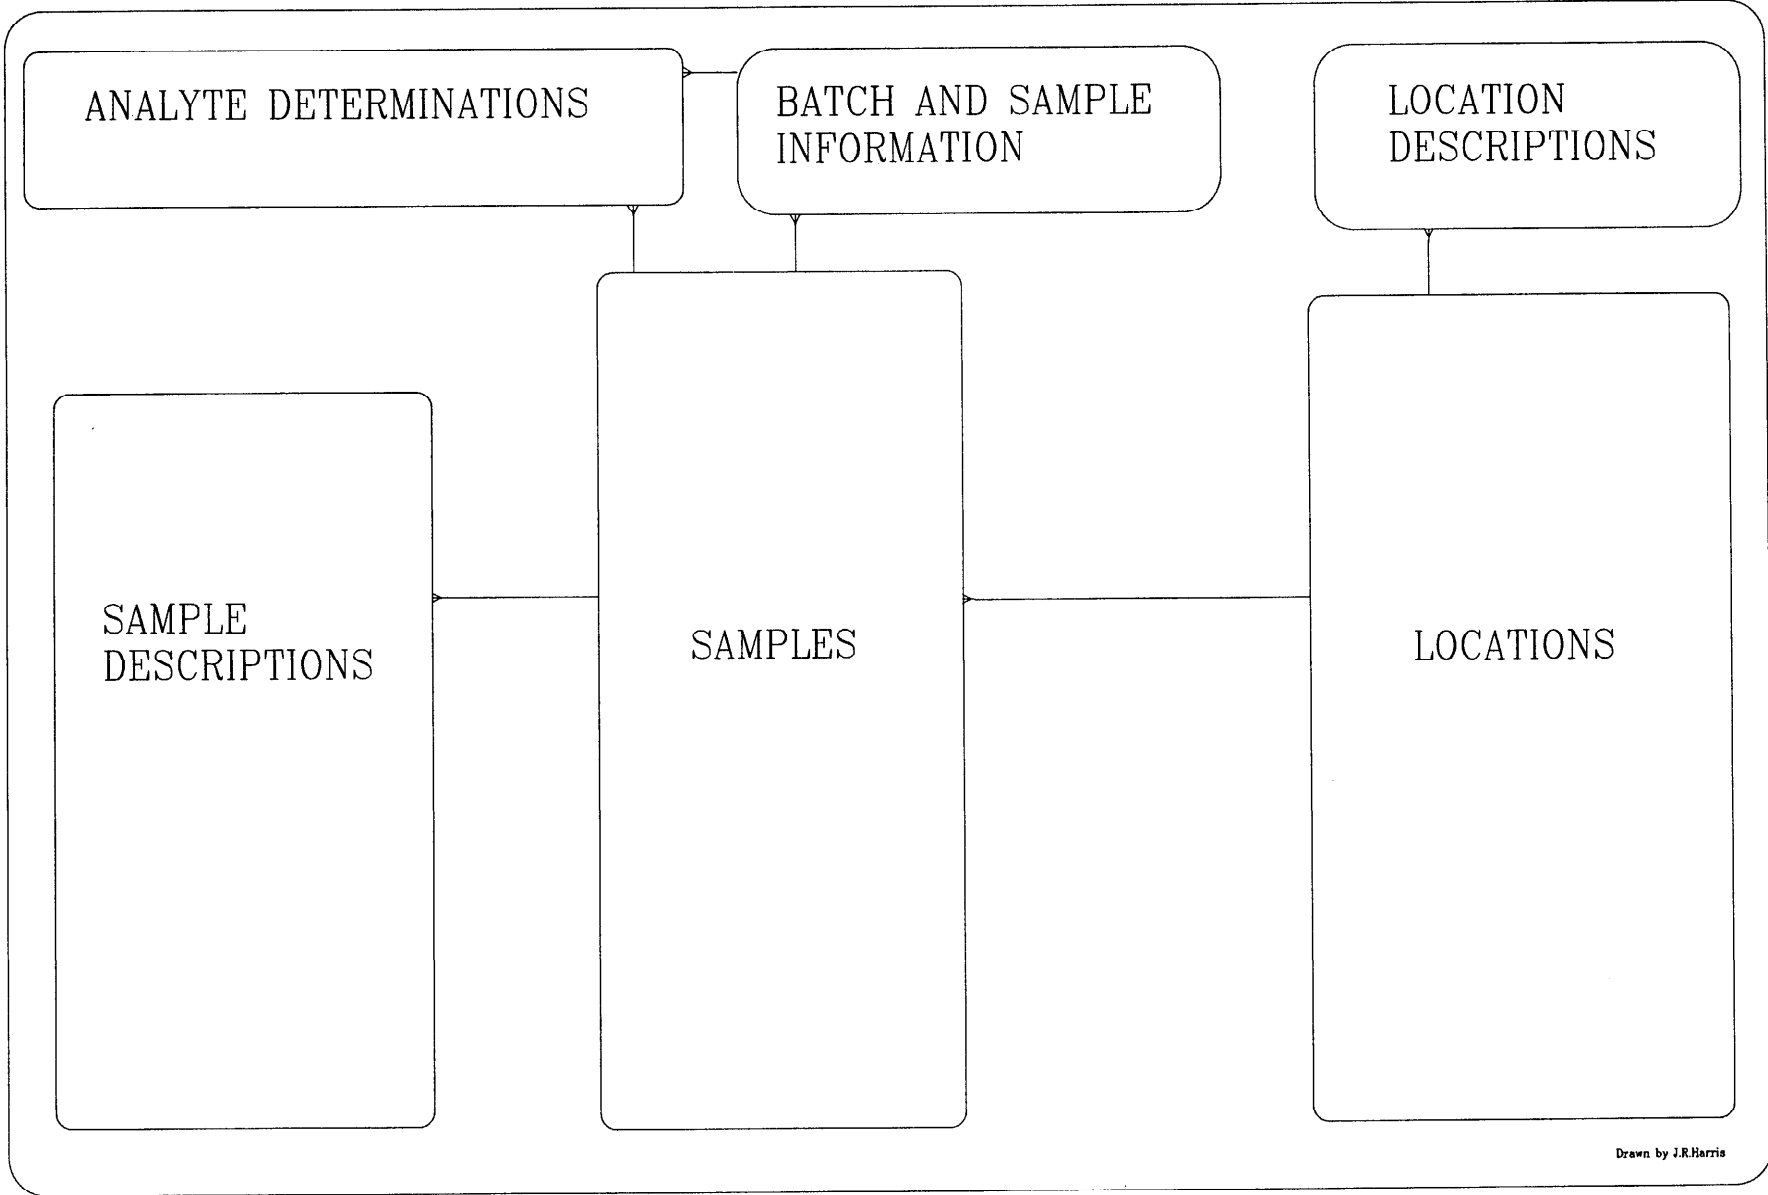 ANALYTE DETERMINATIONS
BATCH AND SAMPLE
INFORMATION
LOCATION
DESCRIPTIONS
SAMPLE
DESCRIPTIONS
SAMPLES
LOCATIONS
Drawn by J.R.Harris